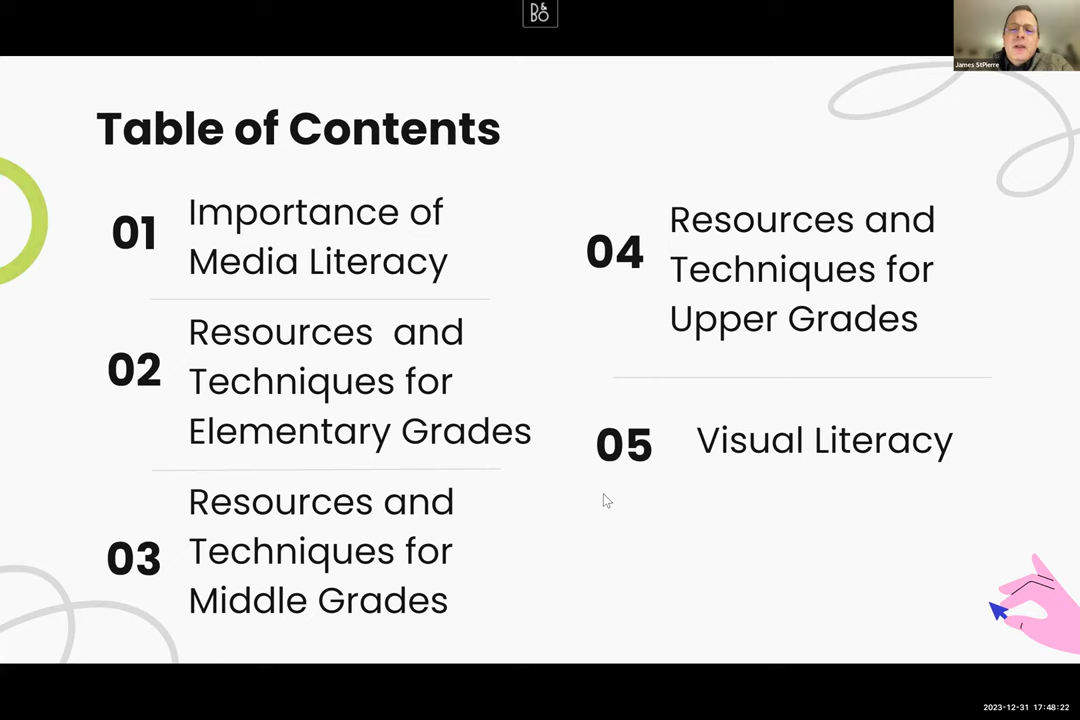 B&O
James StPierre
Table of Contents
01
Importance of
Media Literacy
02
Resources  and
Techniques for
Elementary Grades
03
Resources and
Techniques for
Middle Grades
04
Resources and
Techniques for
Upper Grades
05
Visual Literacy
2023-12-31 17:48:22